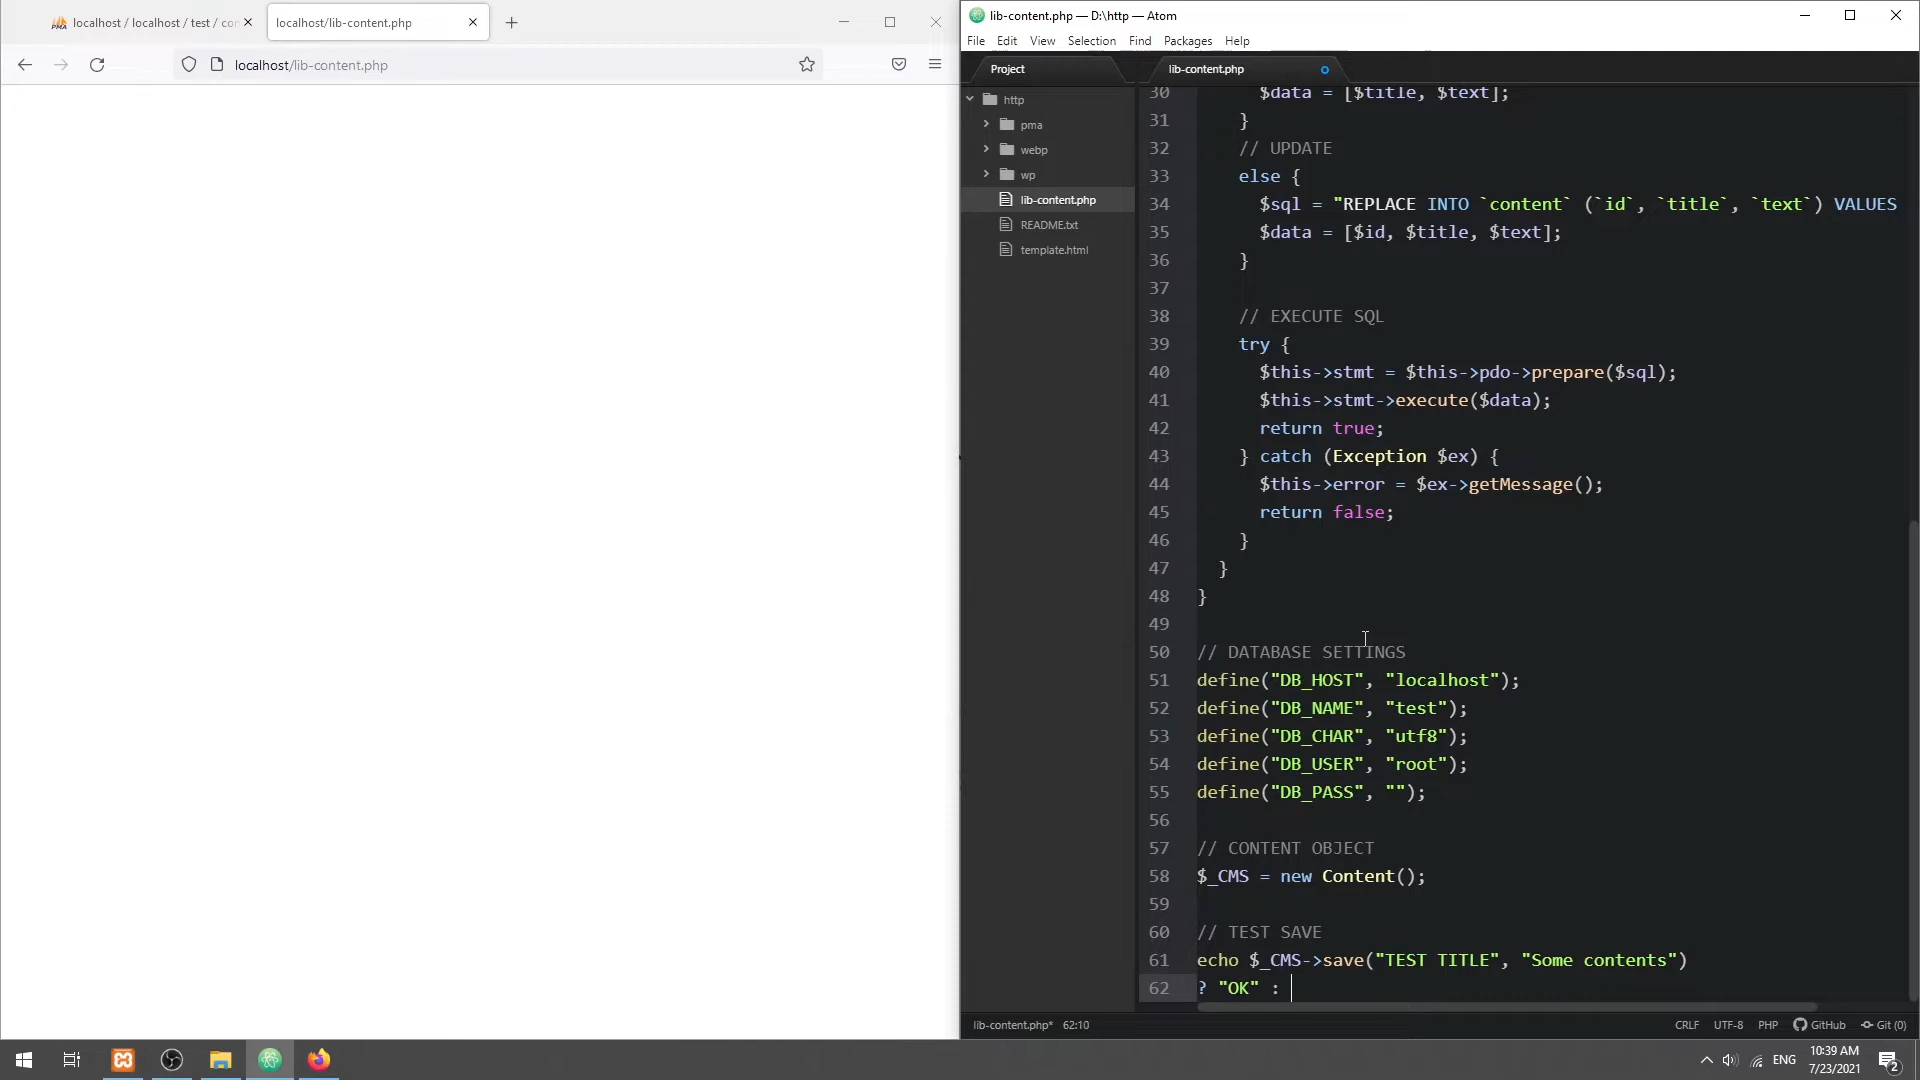 localhost / localhost / test / con
localhost/lib-content.php
localhost/lib-content.php
lib-content.php — D:\http — Atom
File Edit View Selection Find Packages Help
Project
lib-content.php
http
pma
webp
wp
lib-content.php
README.txt
template.html
30 $data = [$title, $text];
31 }
32 // UPDATE
33 else {
34 $sql = "REPLACE INTO `content` (`id`, `title`, `text`) VALUES
35 $data = [$id, $title, $text];
36 }
37
38 // EXECUTE SQL
39 try {
40 $this->stmt = $this->pdo->prepare($sql);
41 $this->stmt->execute($data);
42 return true;
43 } catch (Exception $ex) {
44 $this->error = $ex->getMessage();
45 return false;
46 }
47 }
48 }
49
50 // DATABASE SETTINGS
51 define("DB_HOST", "localhost");
52 define("DB_NAME", "test");
53 define("DB_CHAR", "utf8");
54 define("DB_USER", "root");
55 define("DB_PASS", "");
56
57 // CONTENT OBJECT
58 $_CMS = new Content();
59
60 // TEST SAVE
61 echo $_CMS->save("TEST TITLE", "Some contents")
62 ? "OK" :
lib-content.php* 62:10
CRLF UTF-8 PHP GitHub Git (0)
ENG
10:39 AM
7/23/2021
2